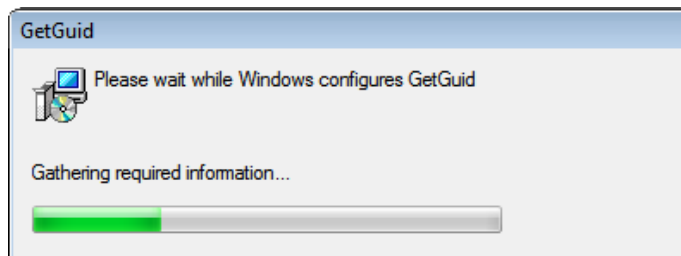 GetGuid
Please wait while Windows configures GetGuid
Gathering required information...